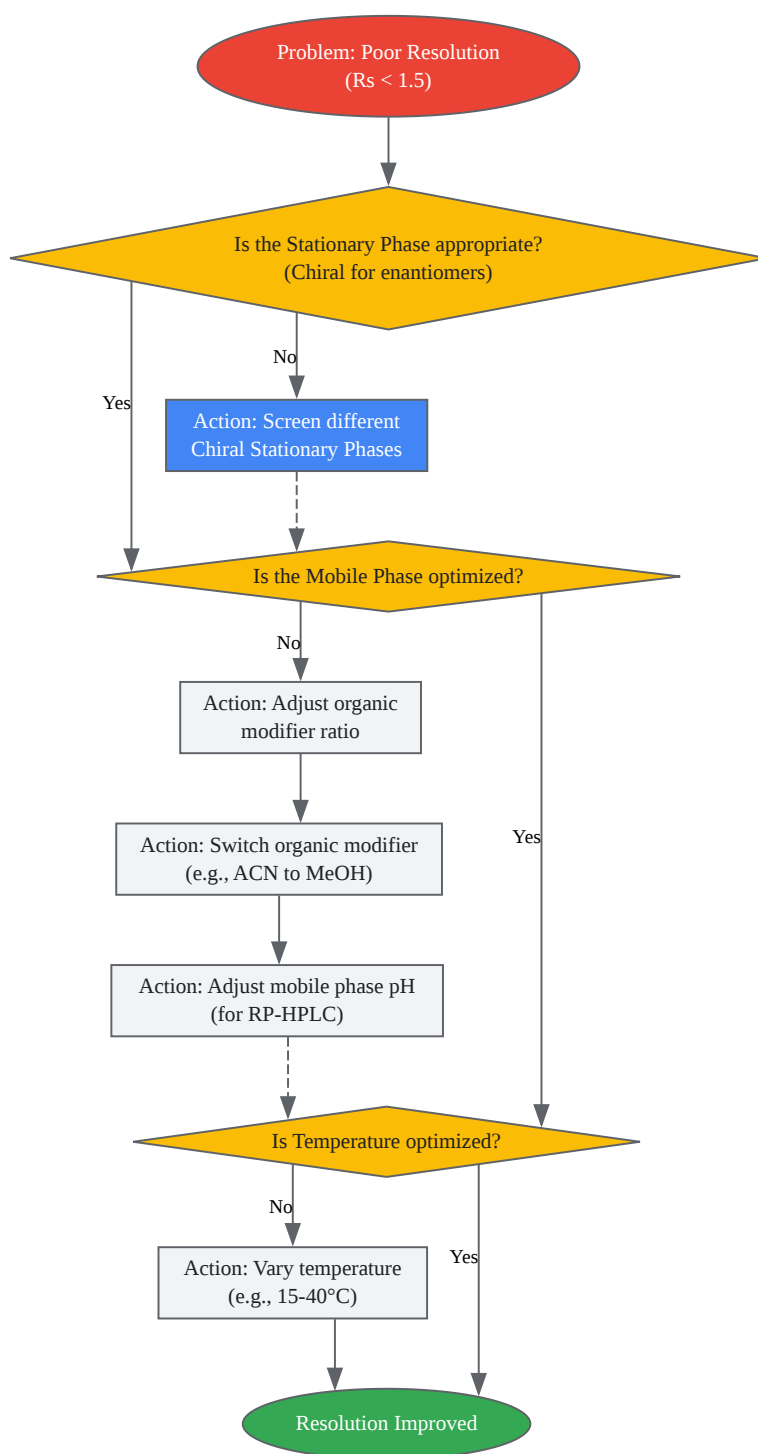 Problem: Poor Resolution
(Rs < 1.5)
Is the Stationary Phase appropriate?
(Chiral for enantiomers)
No
Yes
Action: Screen different
Chiral Stationary Phases
Is the Mobile Phase optimized?
No
Action: Adjust organic
modifier ratio
Yes
Action: Switch organic modifier
(e.g., ACN to MeOH)
Action: Adjust mobile phase pH
(for RP-HPLC)
Is Temperature optimized?
No
Yes
Action: Vary temperature
(e.g., 15-40°C)
Resolution Improved